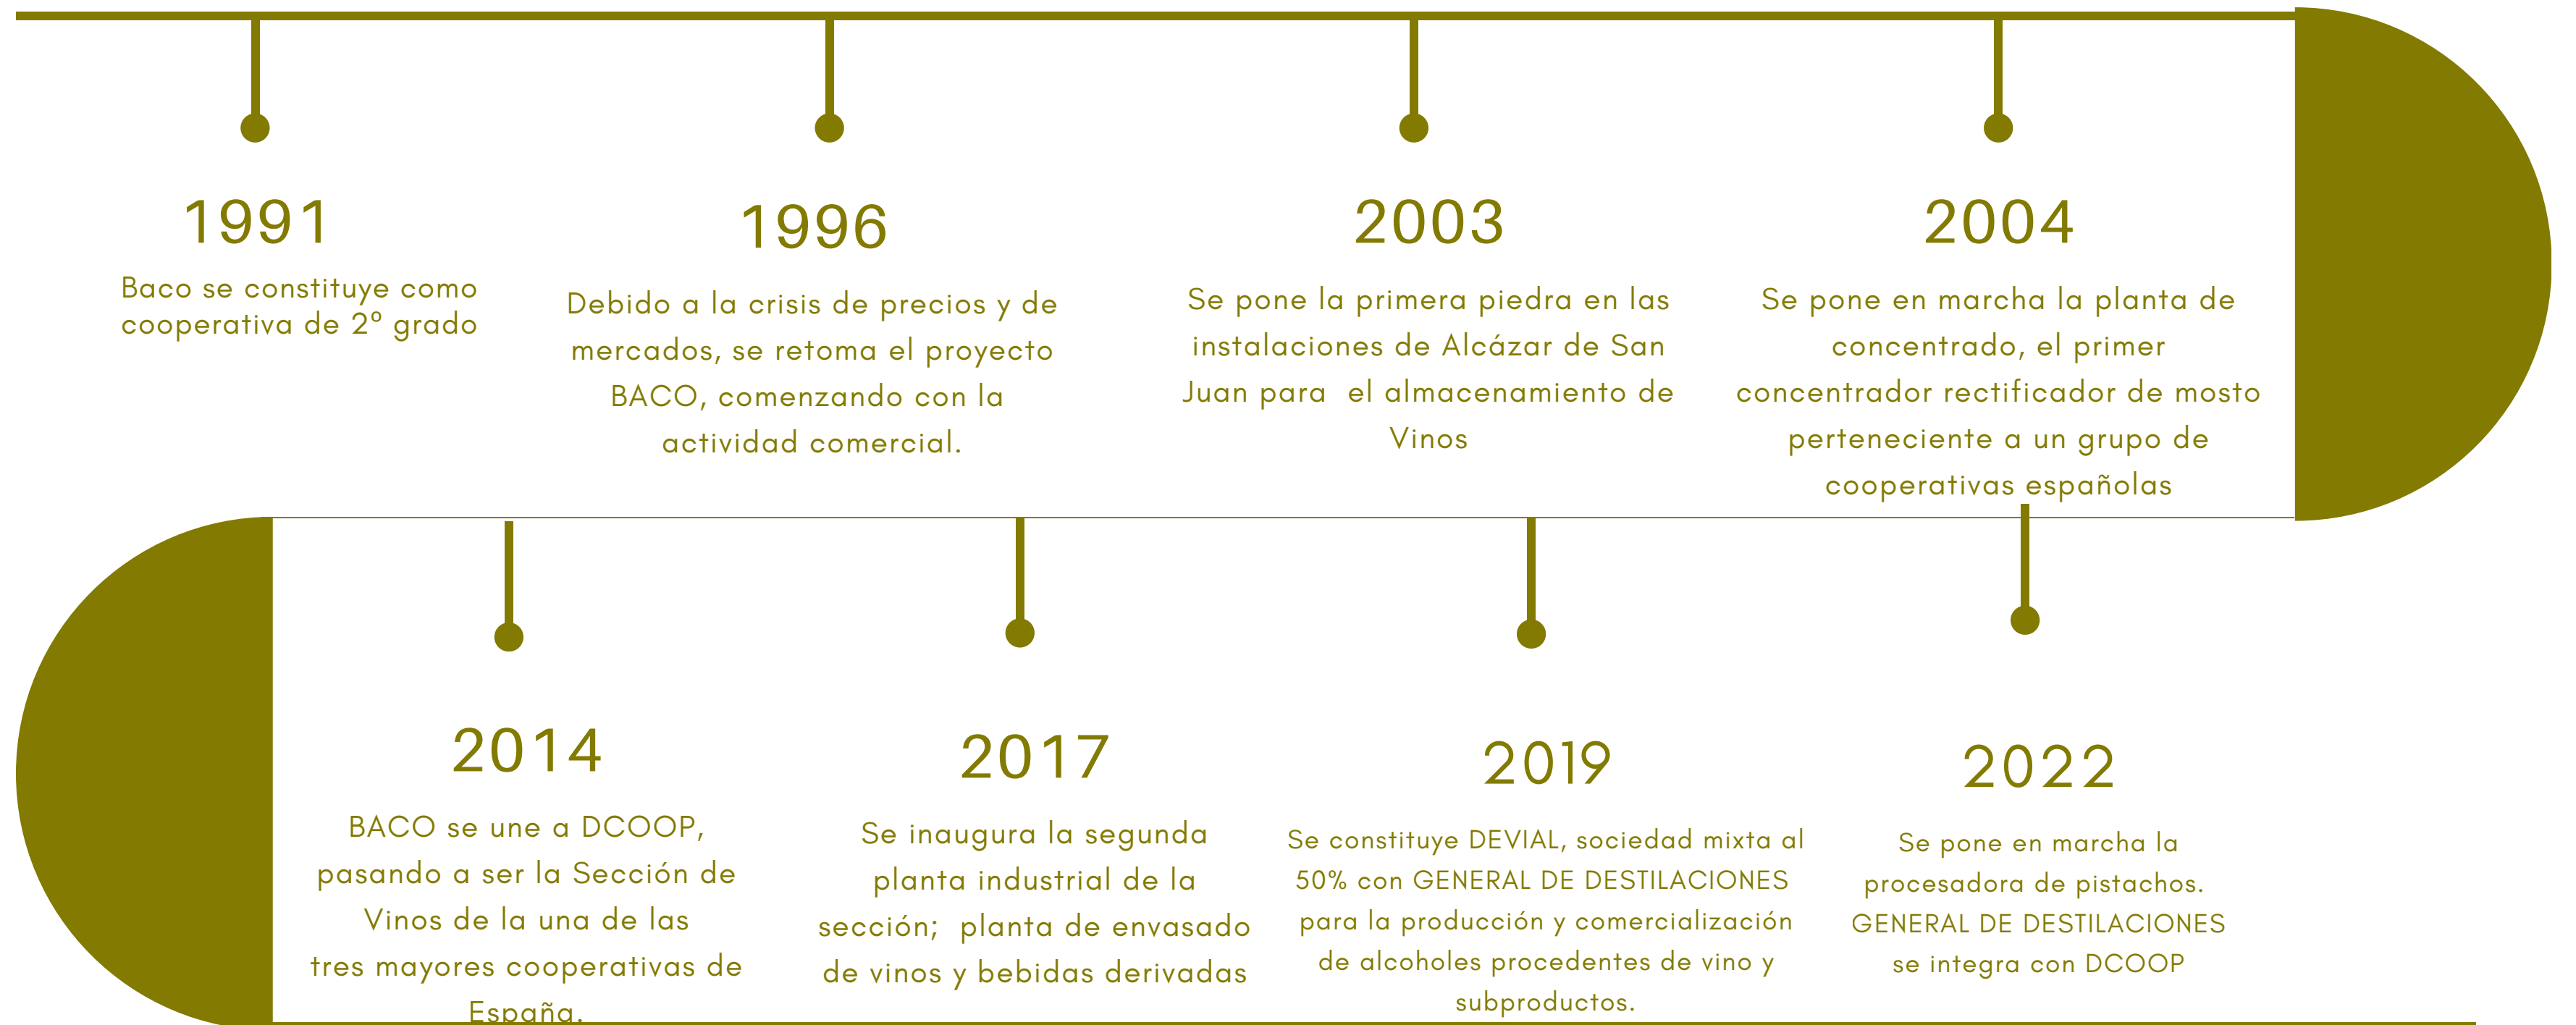 1991
Baco se constituye como
cooperativa de 2º grado
1996
Debido a la crisis de precios y de
mercados, se retoma el proyecto
BACO, comenzando con la
actividad comercial.
2003
Se pone la primera piedra en las
instalaciones de Alcázar de San
Juan para  el almacenamiento de
Vinos
2004
Se pone en marcha la planta de
concentrado, el primer
concentrador rectificador de mosto
perteneciente a un grupo de
cooperativas españolas
2014
BACO se une a DCOOP,
pasando a ser la Sección de
Vinos de la una de las
tres mayores cooperativas de
España.
2017
Se inaugura la segunda
planta industrial de la
sección;  planta de envasado
de vinos y bebidas derivadas
2019
Se constituye DEVIAL, sociedad mixta al
50% con GENERAL DE DESTILACIONES
para la producción y comercialización
de alcoholes procedentes de vino y
subproductos.
2022
Se pone en marcha la
procesadora de pistachos.
GENERAL DE DESTILACIONES
se integra con DCOOP